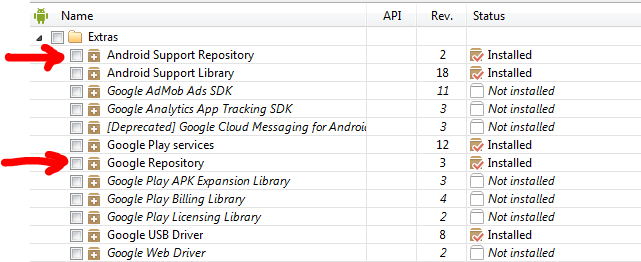 Name API Rev. Status
Extras
Android Support Repository 2 Installed
Android Support Library 18 Installed
Google AdMob Ads SDK 11 Not installed
Google Analytics App Tracking SDK 3 Not installed
[Deprecated] Google Cloud Messaging for Android 3 Not installed
Google Play services 12 Installed
Google Repository 3 Installed
Google Play APK Expansion Library 3 Not installed
Google Play Billing Library 4 Not installed
Google Play Licensing Library 2 Not installed
Google USB Driver 8 Installed
Google Web Driver 2 Not installed